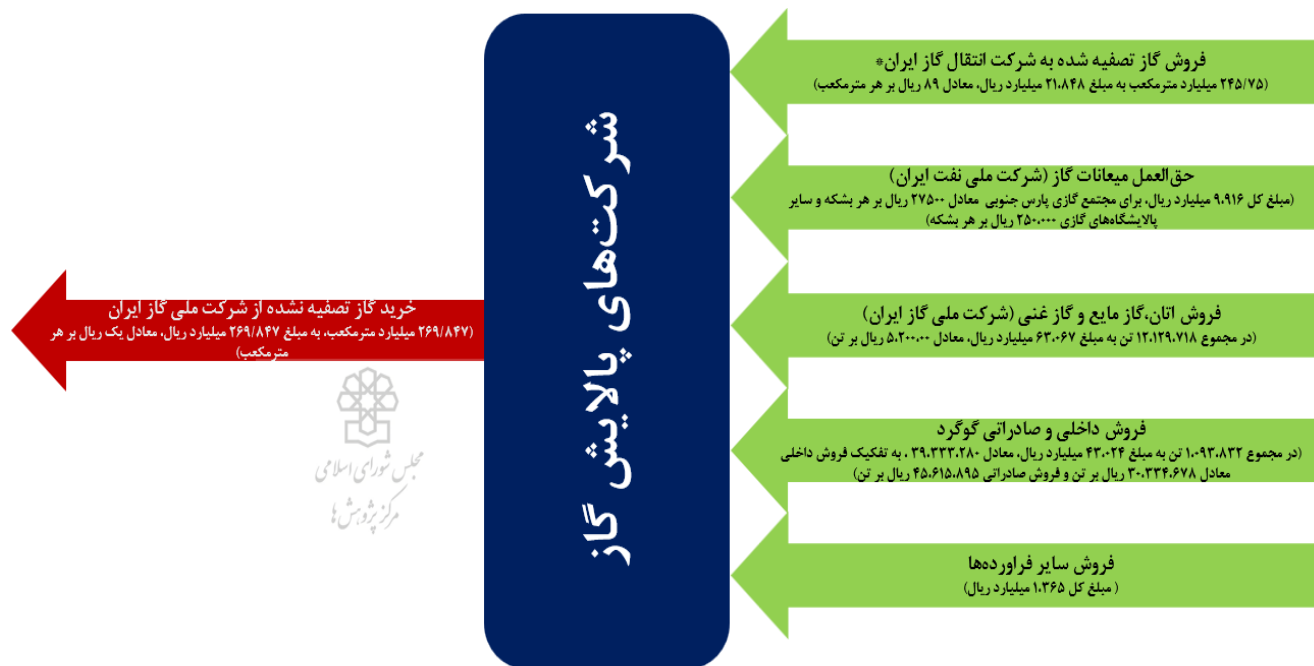 فروش گاز تصفیه شده به شرکت انتقال گاز ایران*
(۲۴۵/۷۵ میلیارد مترمکعب به مبلغ ۲۱،۸۴۸ میلیارد ریال، معادل ۸۹ ریال بر هر مترمکعب)
حق‌العمل میعانات گاز (شرکت ملی نفت ایران)
(مبلغ کل ۹،۹۱۶ میلیارد ریال، برای مجتمع گازی پارس جنوبی معادل ۲۷۵۰۰ ریال بر هر بشکه و سایر
پالایشگاه‌های گازی ۲۵۰،۰۰۰ ریال بر هر بشکه)
فروش اتان،گاز مایع و گاز غنی (شرکت ملی گاز ایران)
(در مجموع ۱۲،۱۲۹،۷۱۸ تن به مبلغ ۶۳،۰۶۷ میلیارد ریال، معادل ۵،۲۰۰،۰۰ ریال بر تن)
فروش داخلی و صادراتی گوگرد
(در مجموع ۱،۰۹۳،۸۳۲ تن به مبلغ ۴۳،۰۲۴ میلیارد ریال، معادل ۳۹،۳۳۳،۲۸۰ ، به تفکیک فروش داخلی
معادل ۳۰،۳۳۴،۶۷۸ ریال بر تن و فروش صادراتی ۴۵،۶۱۵،۸۹۵ ریال بر تن)
فروش سایر فراورده‌ها
( مبلغ کل ۱،۳۶۵ میلیارد ریال)
شرکت‌های پالایش گاز
خرید گاز تصفیه نشده از شرکت ملی گاز ایران
(۲۶۹/۸۴۷ میلیارد مترمکعب، به مبلغ ۲۶۹/۸۴۷ میلیارد ریال، معادل یک ریال بر هر
مترمکعب)
مجلس شورای اسلامی
مرکز پژوهش‌ها